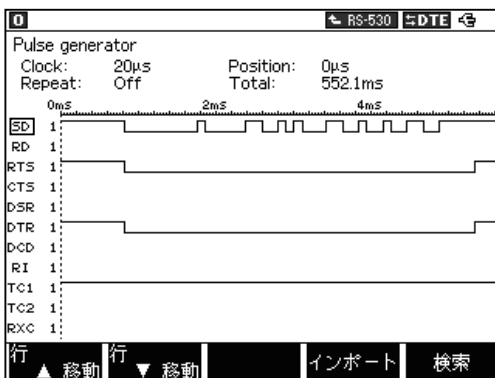 0 RS-530 DTE
Pulse generator
Clock: 20µs Position: 0µs
Repeat: Off Total: 552.1ms
0mS 2mS 4mS
SD 1
RD 1
RTS 1
CTS 1
DSR 1
DTR 1
DCD 1
RI 1
TC1 1
TC2 1
RXC 1
行 ▲ 移動 行 ▼ 移動 インポート 検索